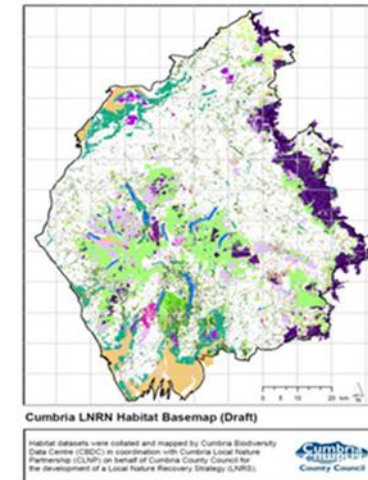 0 5 10 20 km
Cumbria LNRN Habitat Basemap (Draft)
Habitat datasets were collated and mapped by Cumbria Biodiversity
Data Centre (CBDC) in coordination with Cumbria Local Nature
Partnership (CLNP) on behalf of Cumbria County Council for
the development of a Local Nature Recovery Strategy (LNRS).
Cumbria
County Council